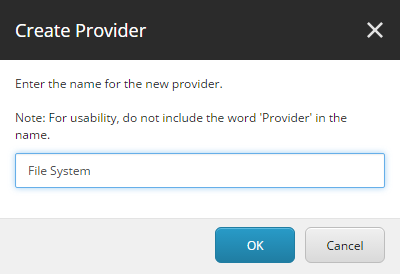 Create Provider
Enter the name for the new provider.
Note: For usability, do not include the word 'Provider' in the
name.
File System
OK
Cancel